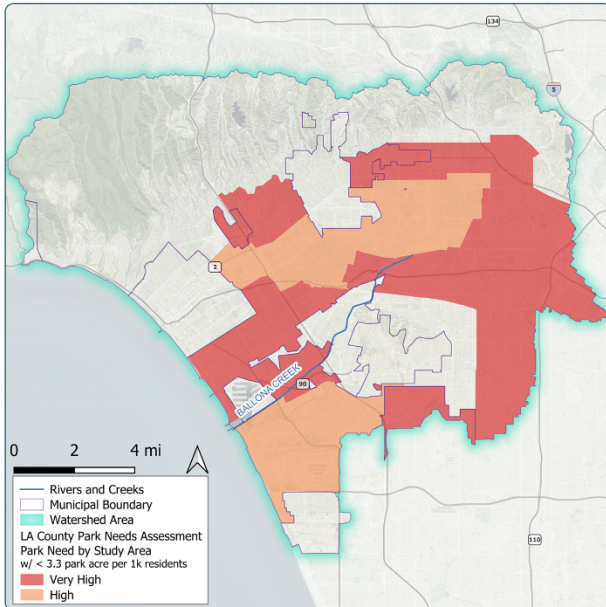 134
5
2
BALLONA CREEK
90
110
0 2 4 mi
Rivers and Creeks
Municipal Boundary
Watershed Area
LA County Park Needs Assessment
Park Need by Study Area
w/ < 3.3 park acre per 1k residents
Very High
High